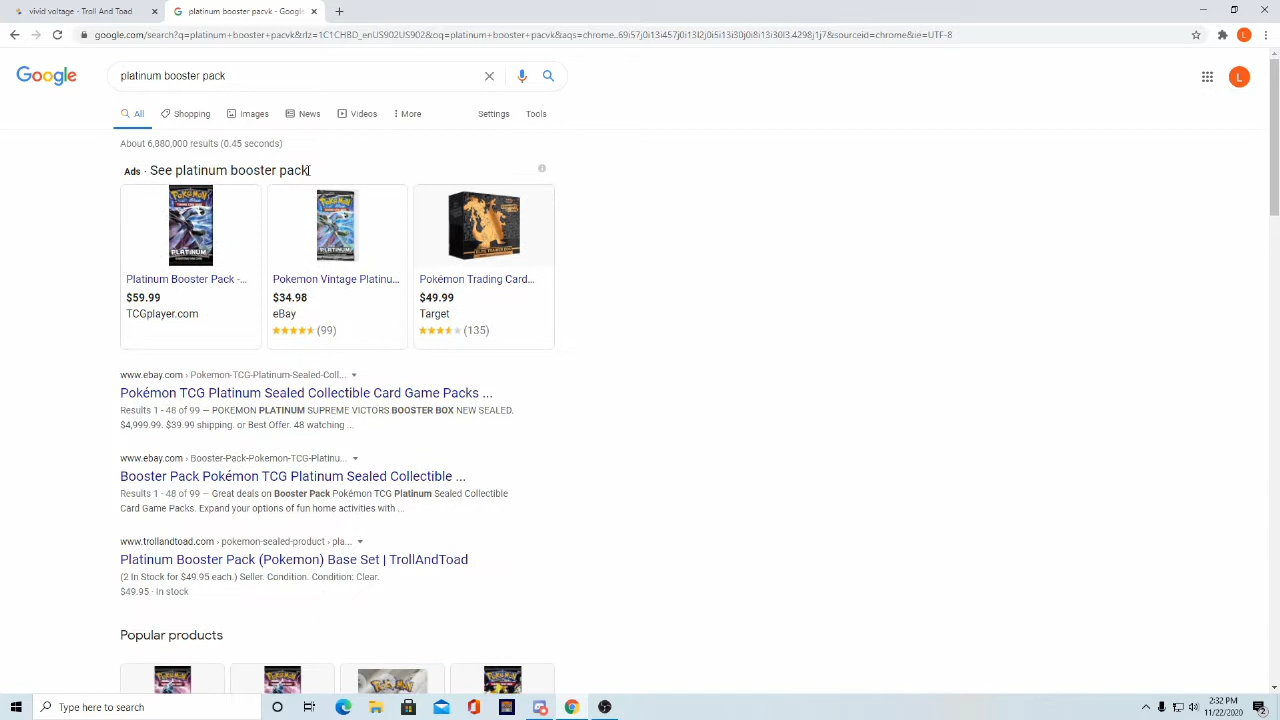 vivid voltage - Troll And Toad
google.com/search?q=platinum+booster+pacvk&rlz=1C1CHBD_enUS902US902&oq=platinum+booster+pacvk&aqs=chrome..69i57j0i13i457j0i13l2j0i5i13i30j0i8i13i30l3.4298j1j7&sourceid=chrome&ie=UTF-8
Google
platinum booster pack
All Shopping Images News Videos More Settings Tools
About 6,880,000 results (0.45 seconds)
Ads · See platinum booster pack
Platinum Booster Pack -...
$59.99
TCGplayer.com
Pokemon Vintage Platinu...
$34.98
eBay
(99)
Pokémon Trading Card...
$49.99
Target
(135)
www.ebay.com › Pokemon-TCG-Platinum-Sealed-Coll...
Pokémon TCG Platinum Sealed Collectible Card Game Packs ...
Results 1 - 48 of 99 — POKEMON PLATINUM SUPREME VICTORS BOOSTER BOX NEW SEALED.
$4,999.99. $39.99 shipping. or Best Offer. 48 watching ...
www.ebay.com › Booster-Pack-Pokemon-TCG-Platinu...
Booster Pack Pokémon TCG Platinum Sealed Collectible ...
Results 1 - 48 of 99 — Great deals on Booster Pack Pokémon TCG Platinum Sealed Collectible
Card Game Packs. Expand your options of fun home activities with ...
www.trollandtoad.com › pokemon-sealed-product › pla...
Platinum Booster Pack (Pokemon) Base Set | TrollAndToad
(2 In Stock for $49.95 each.) Seller. Condition. Condition: Clear.
$49.95 · In stock
Popular products
Type here to search
2:32 PM
11/22/2020